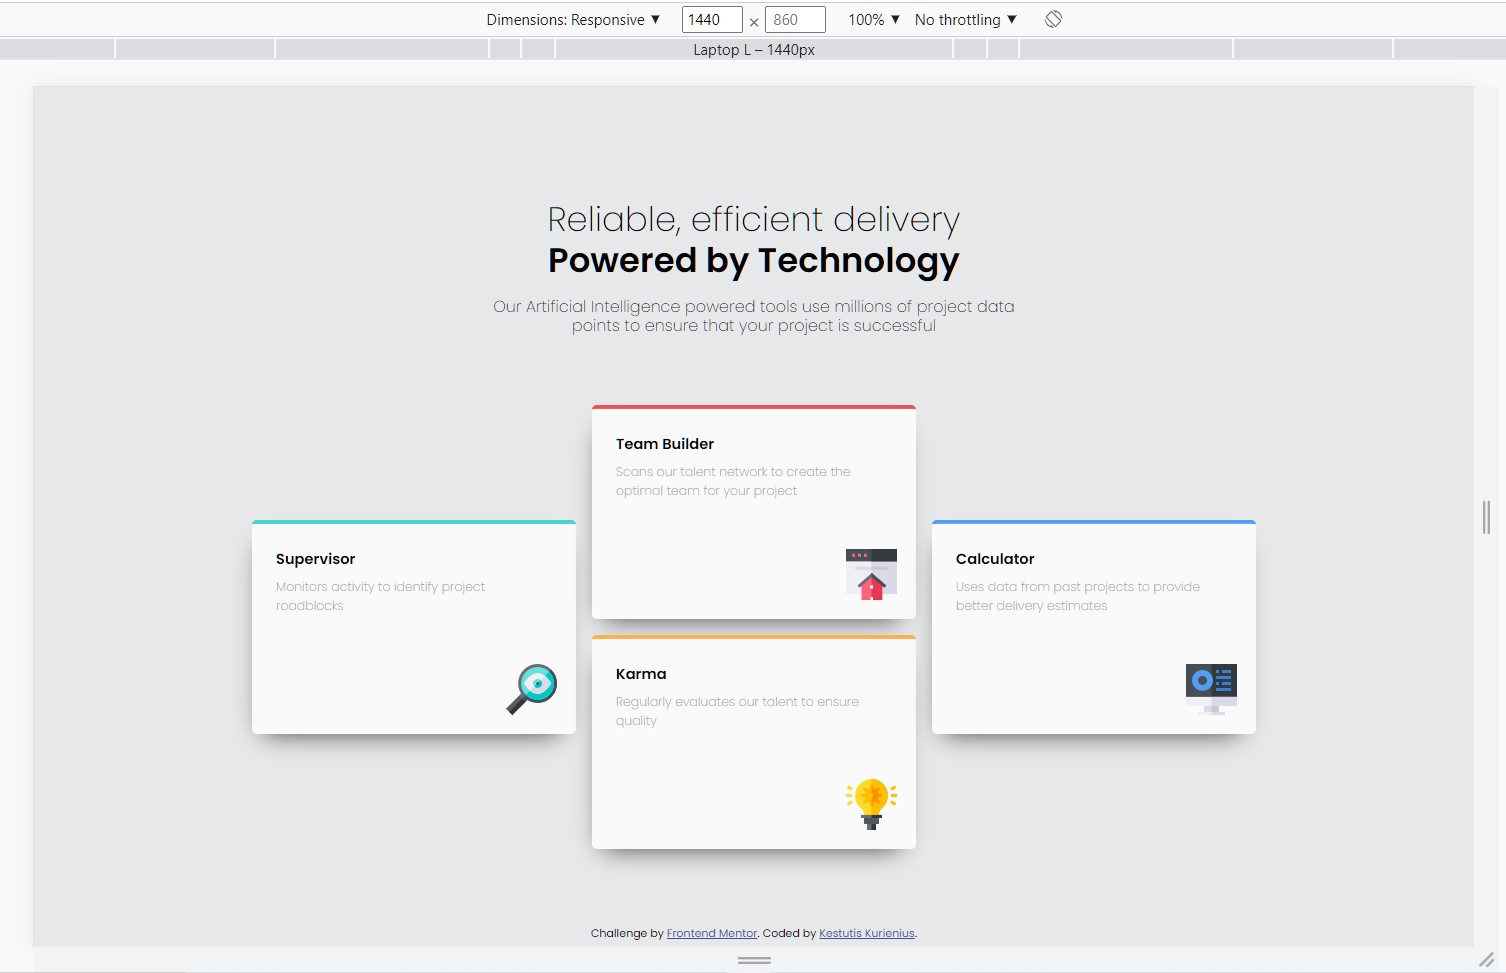 Dimensions: Responsive ▼ 1440 × 860 100% ▼ No throttling ▼
Laptop L – 1440px
Reliable, efficient delivery
Powered by Technology
Our Artificial Intelligence powered tools use millions of project data
points to ensure that your project is successful
Team Builder
Scans our talent network to create the
optimal team for your project
Supervisor
Monitors activity to identify project
roadblocks
Calculator
Uses data from past projects to provide
better delivery estimates
Karma
Regularly evaluates our talent to ensure
quality
Challenge by Frontend Mentor. Coded by Kestutis Kurienius.